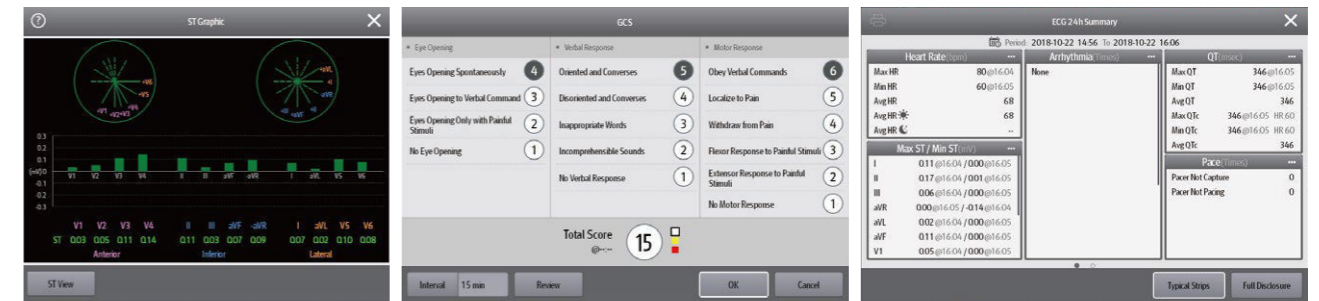 ST Graphic
+V6
+V5
+V4
+V1
+V2+V3
+aVL
+I
-aVR
+II
+III
+aVF
0.3
0.2
0.1
(mV)0
-0.1
-0.2
-0.3
V1 V2 V3 V4 II III aVF -aVR I aVL V5 V6
V1 V2 V3 V4 II III aVF -aVR I aVL V5 V6
ST 0.03 0.05 0.11 0.14 0.11 0.03 0.07 0.09 0.07 0.02 0.10 0.08
Anterior Inferior Lateral
ST View
GCS
Eye Opening
Eyes Opening Spontaneously 4
Eyes Opening to Verbal Command 3
Eyes Opening Only with Painful
Stimuli 2
No Eye Opening 1
Verbal Response
Oriented and Converses 5
Disoriented and Converses 4
Inappropriate Words 3
Incomprehensible Sounds 2
No Verbal Response 1
Motor Response
Obey Verbal Commands 6
Localize to Pain 5
Withdraw from Pain 4
Flexor Response to Painful Stimuli 3
Extensor Response to Painful
Stimuli 2
No Motor Response 1
Total Score 15
@--:--
Interval 15 min Review OK Cancel
ECG 24h Summary
Period: 2018-10-22 14:56 To 2018-10-22 16:06
Heart Rate(bpm) ...
Max HR 80@16:04
Min HR 60@16:05
Avg HR 68
Avg HR 68
Avg HR --
Max ST / Min ST(mV) ...
I 0.11@16:04 / 0.00@16:05
II 0.17@16:04 / 0.01@16:05
III 0.06@16:04 / 0.00@16:05
aVR 0.00@16:05 / -0.14@16:04
aVL 0.02@16:04 / 0.00@16:05
aVF 0.11@16:04 / 0.00@16:05
V1 0.05@16:04 / 0.00@16:05
Arrhythmia(Times) ...
None
QT(msec) ...
Max QT 346@16:05
Min QT 346@16:05
Avg QT 346
Max QTc 346@16:05 HR 60
Min QTc 346@16:05 HR 60
Avg QTc 346
Pace(Times) ...
Pacer Not Capture 0
Pacer Not Pacing 0
Typical Strips Full Disclosure